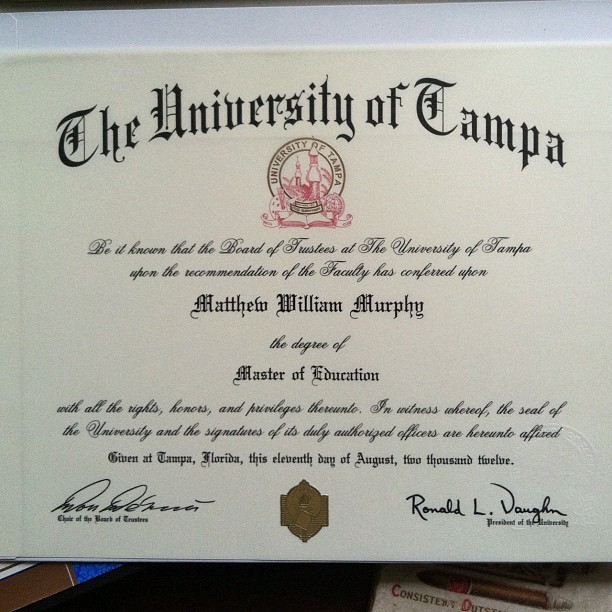 The University of Tampa
UNIVERSITY OF TAMPA
Be it known that the Board of Trustees at The University of Tampa
upon the recommendation of the Faculty has conferred upon
Matthew William Murphy
the degree of
Master of Education
with all the rights, honors, and privileges thereunto. In witness whereof, the seal of
the University and the signatures of its duly authorized officers are hereunto affixed
Given at Tampa, Florida, this eleventh day of August, two thousand twelve.
Ronald L. Vaughn
Chair of the Board of Trustees
President of the University
CONSISTENT